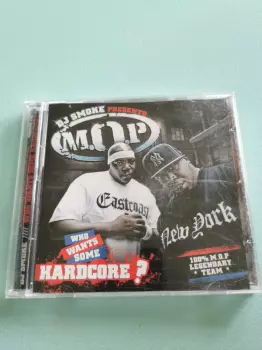 DJ SMOKE PRESENTS
M.O.P
Eastcoast
New York
WHO
WANTS
SOME
HARDCORE ?
100% M.O.P
LEGENDARY
TEAM